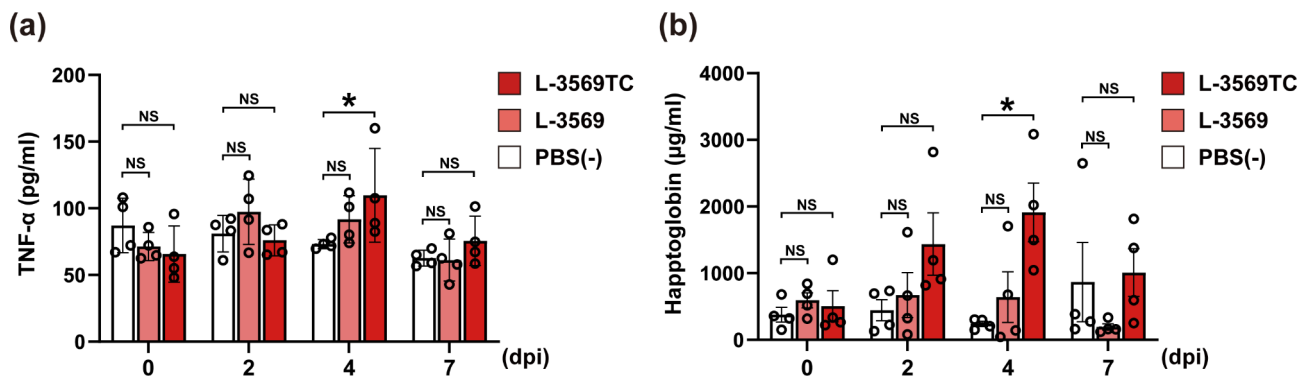 (a)
TNF-α (pg/ml)
200
150
100
50
0
NS
NS
NS
NS
*
NS
NS
NS
0
2
4
7
(dpi)
L-3569TC
L-3569
PBS(-)
(b)
Happtoglobin (μg/ml)
4000
3000
2000
1000
0
NS
NS
NS
NS
*
NS
NS
NS
0
2
4
7
(dpi)
L-3569TC
L-3569
PBS(-)